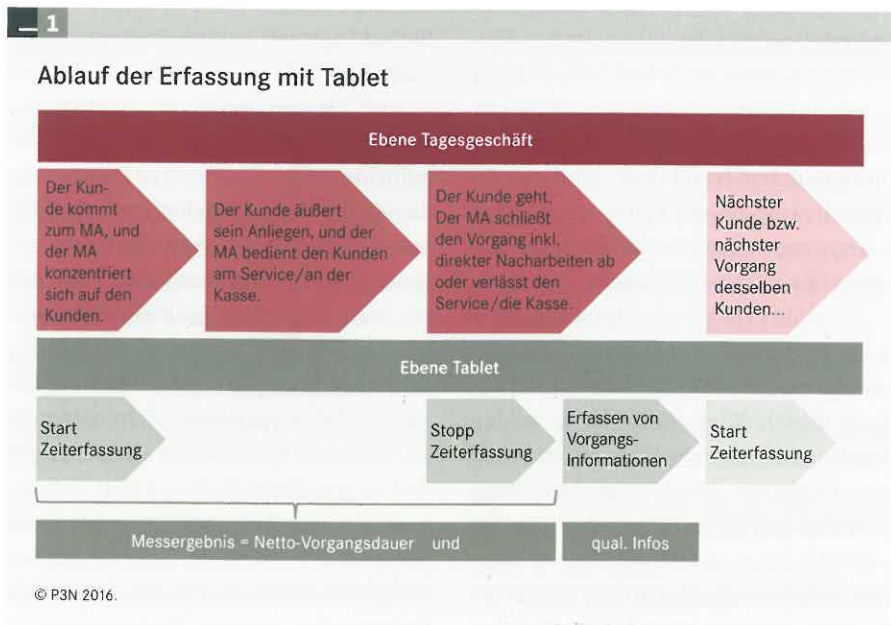 1
Ablauf der Erfassung mit Tablet
Ebene Tagesgeschäft
Der Kun-
de kommt
zum MA, und
der MA
konzentriert
sich auf den
Kunden.
Der Kunde äußert
sein Anliegen, und der
MA bedient den Kunden
am Service/an der
Kasse.
Der Kunde geht.
Der MA schließt
den Vorgang inkl.
direkter Nacharbeiten ab
oder verlässt den
Service/die Kasse.
Nächster
Kunde bzw.
nächster
Vorgang
desselben
Kunden...
Ebene Tablet
Start
Zeiterfassung
Stopp
Zeiterfassung
Erfassen von
Vorgangs-
Informationen
Start
Zeiterfassung
Messergebnis = Netto-Vorgangsdauer und
qual. Infos
© P3N 2016.